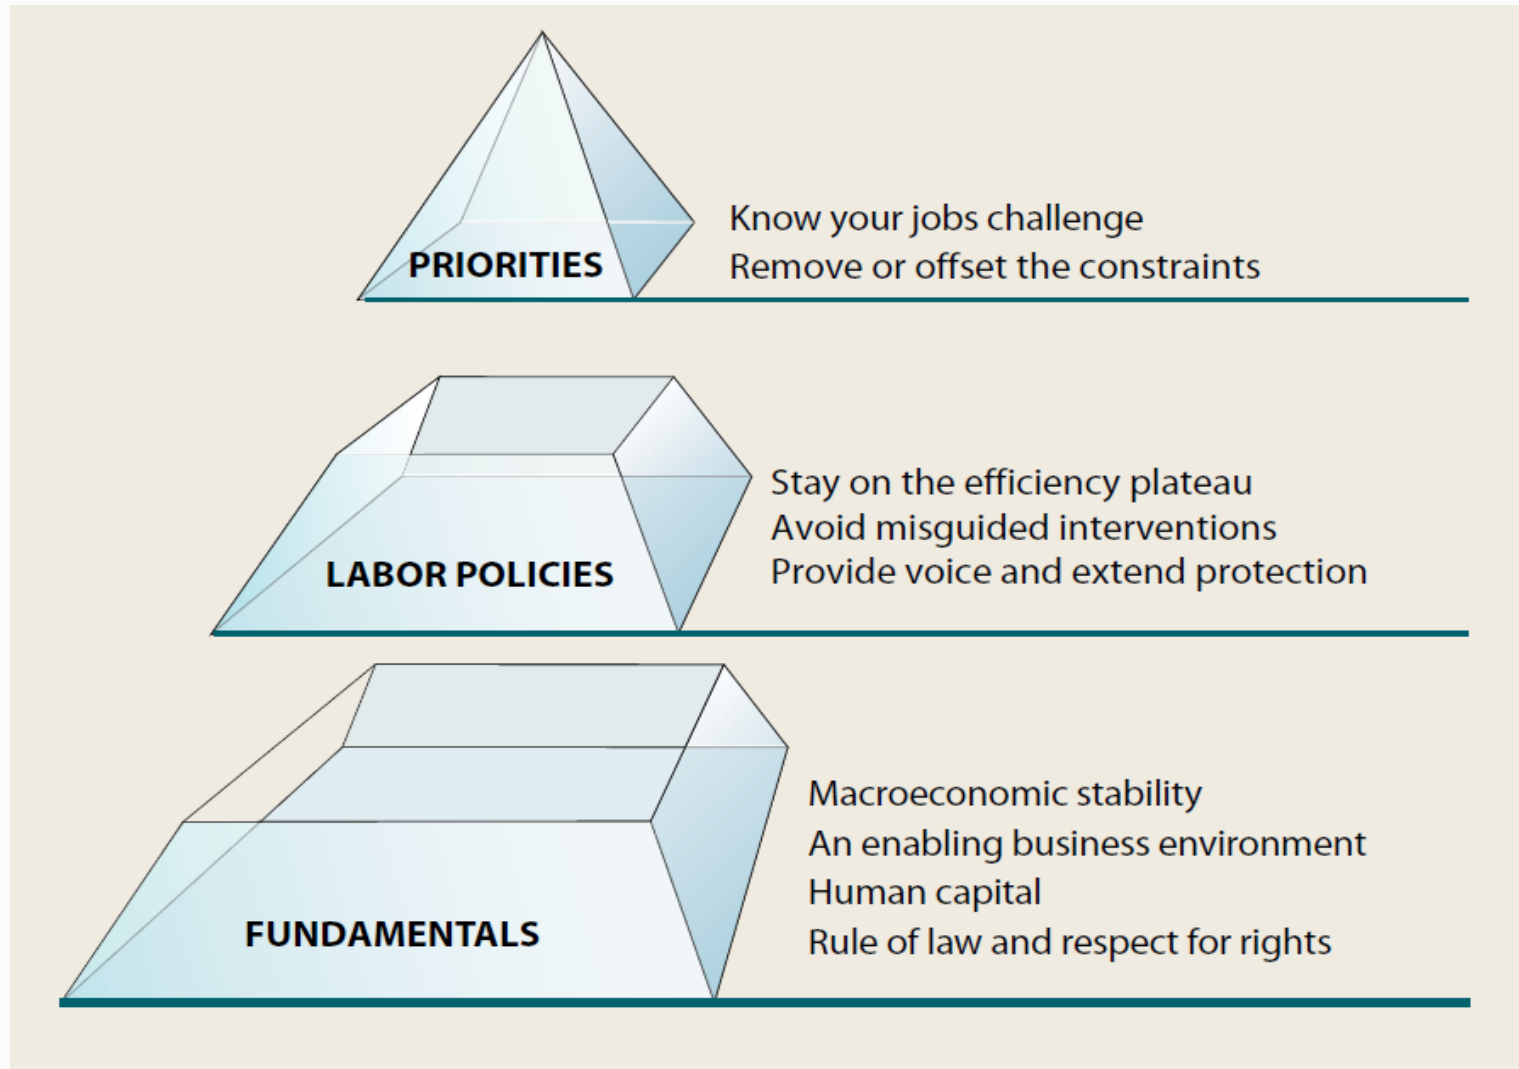 PRIORITIES
Know your jobs challenge
Remove or offset the constraints
LABOR POLICIES
Stay on the efficiency plateau
Avoid misguided interventions
Provide voice and extend protection
FUNDAMENTALS
Macroeconomic stability
An enabling business environment
Human capital
Rule of law and respect for rights